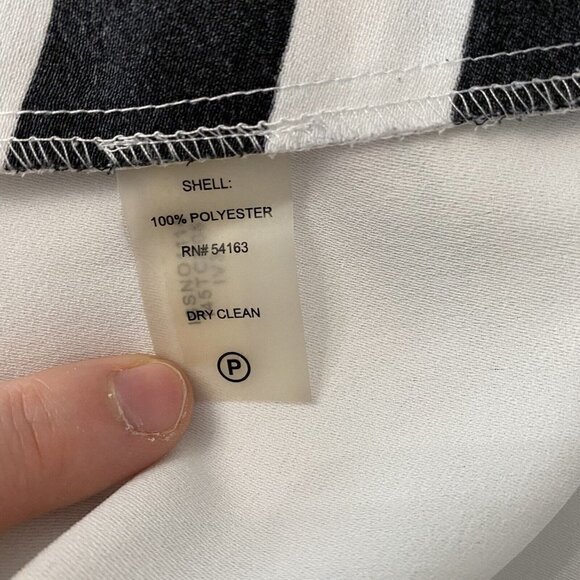 SHELL:
100% POLYESTER
RN# 54163
DRY CLEAN
P